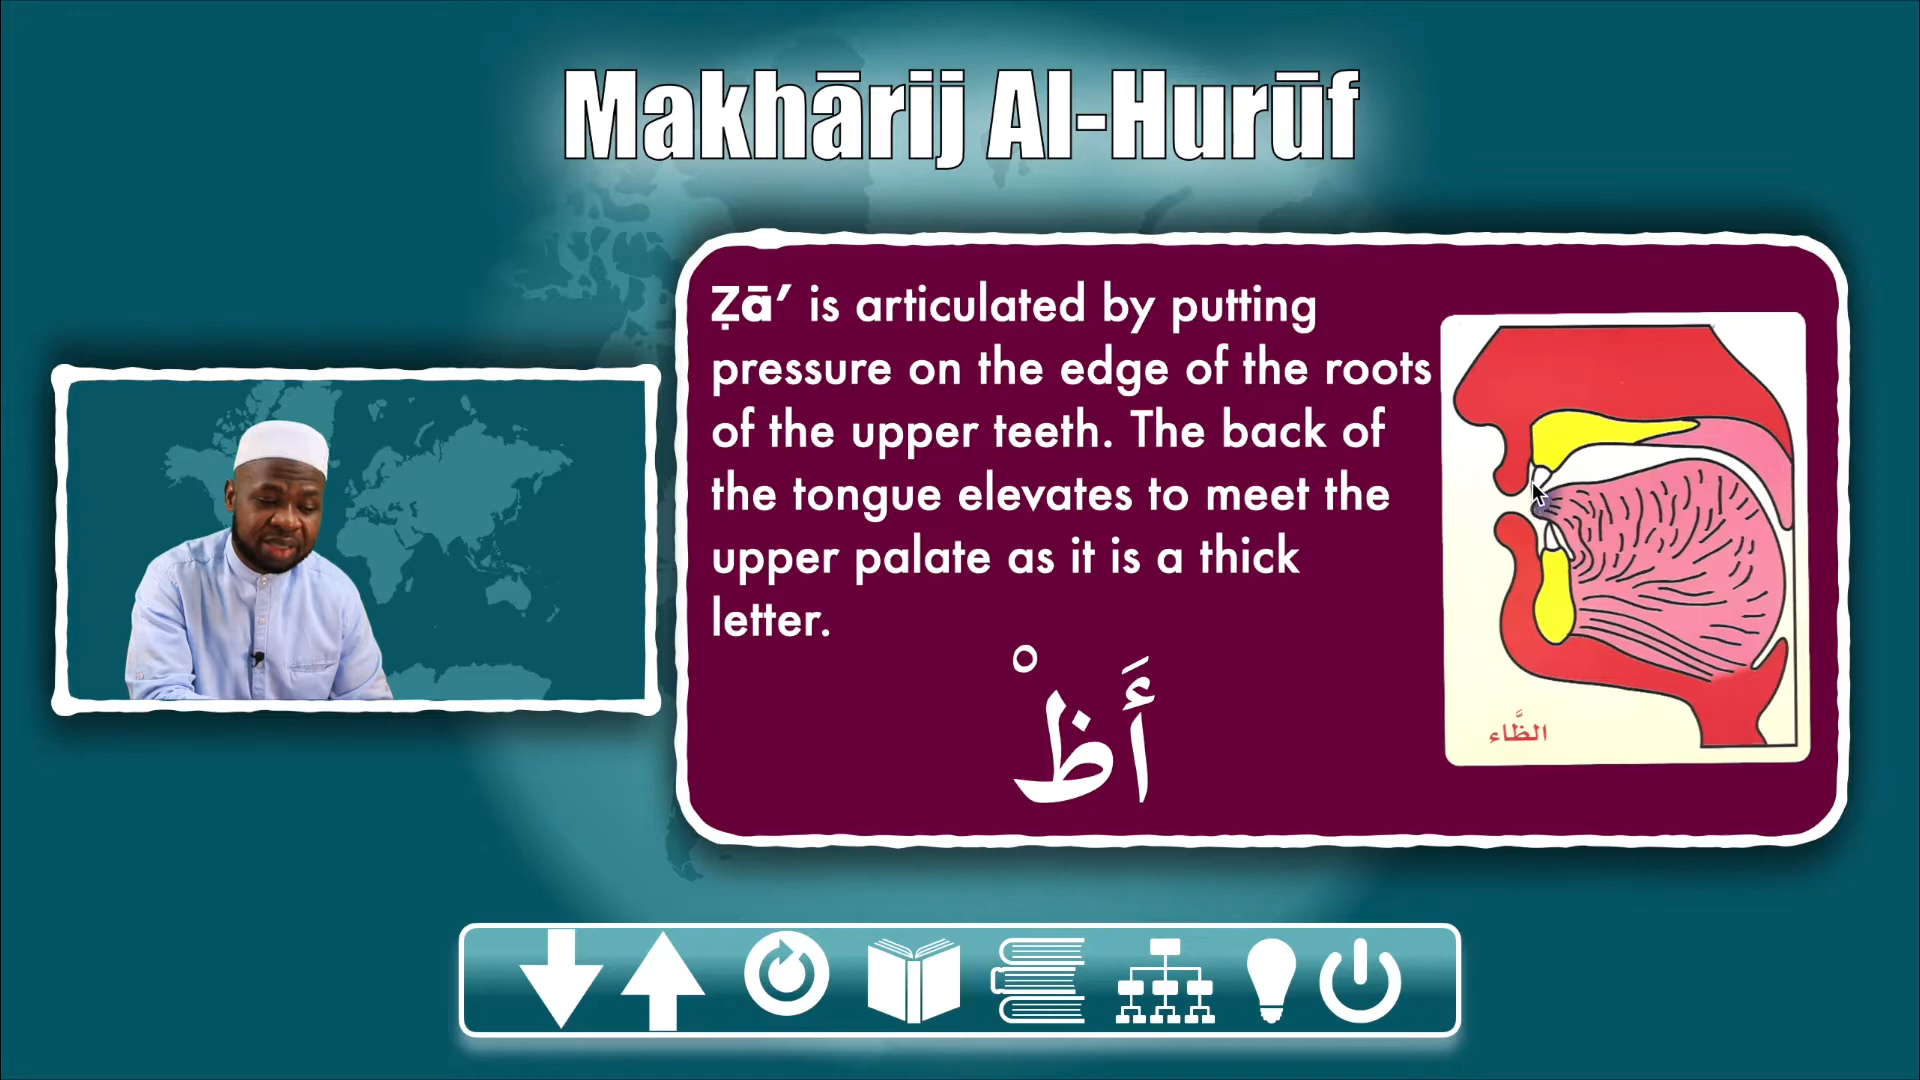 Makhārij Al-Hurūf
Ẓā’ is articulated by putting
pressure on the edge of the roots
of the upper teeth. The back of
the tongue elevates to meet the
upper palate as it is a thick
letter.
أَظْ
الظَّاء